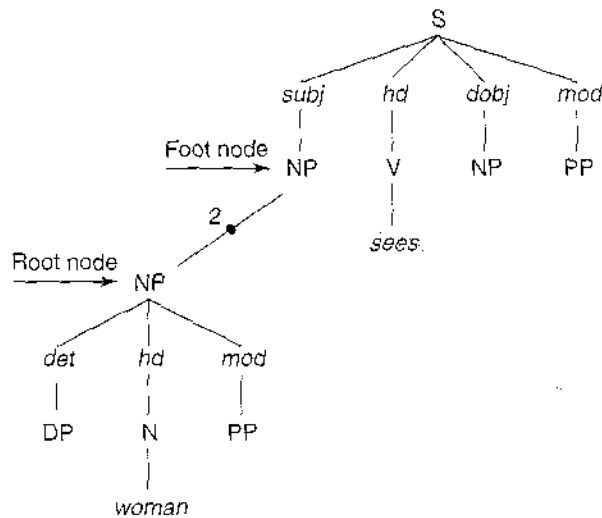 S
subj hd dobj mod
Foot node NP V NP PP
2 sees
Root node NP
det hd mod
DP N PP
woman